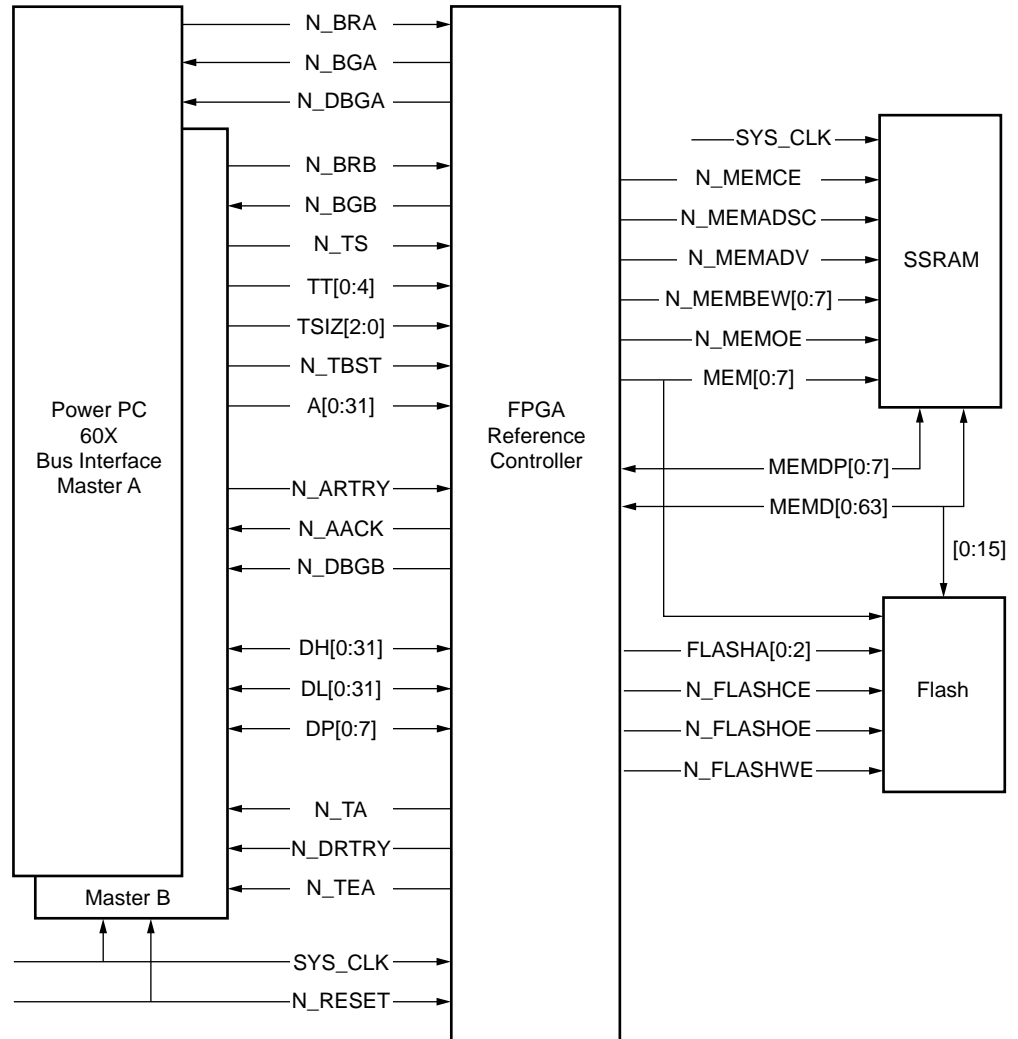 N_BRA
N_BGA
N_DBGA
N_BRB
N_BGB
N_TS
TT[0:4]
TSIZ[2:0]
N_TBST
A[0:31]
Power PC
60X
Bus Interface
Master A
N_ARTRY
N_AACK
N_DBGB
DH[0:31]
DL[0:31]
DP[0:7]
N_TA
N_DRTRY
N_TEA
Master B
SYS_CLK
N_RESET
FPGA
Reference
Controller
SYS_CLK
N_MEMCE
N_MEMADSC
N_MEMADV
N_MEMBEW[0:7]
N_MEMOE
MEM[0:7]
SSRAM
MEMDP[0:7]
MEMD[0:63]
[0:15]
FLASHA[0:2]
N_FLASHCE
N_FLASHOE
N_FLASHWE
Flash